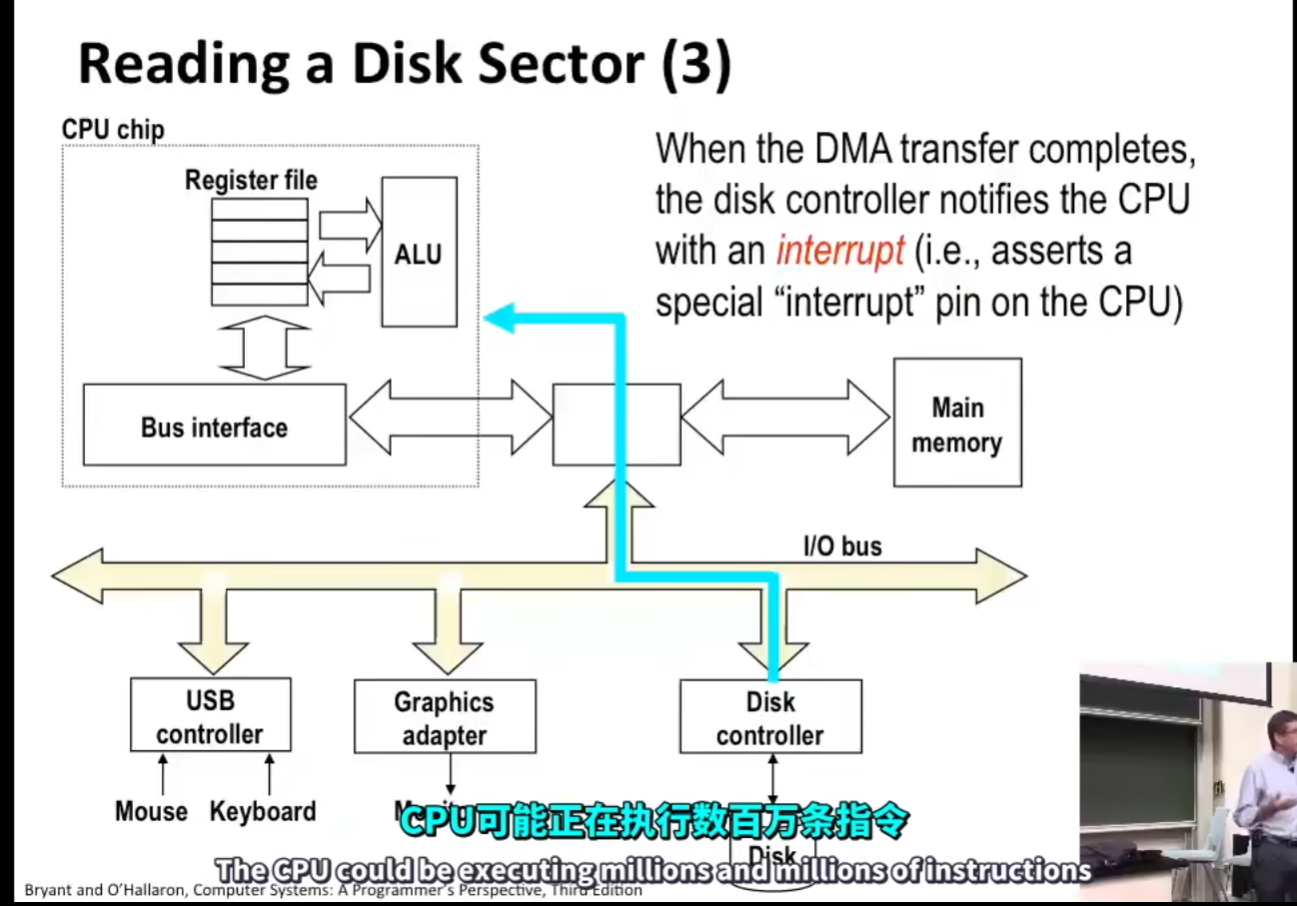 Reading a Disk Sector (3)
CPU chip
Register file
ALU
When the DMA transfer completes,
the disk controller notifies the CPU
with an interrupt (i.e., asserts a
special “interrupt” pin on the CPU)
Bus interface
Main
memory
I/O bus
USB
controller
Graphics
adapter
Disk
controller
Mouse
Keyboard
CPU可能正在执行数百万条指令
Disk
The CPU could be executing millions and millions of instructions
Bryant and O'Hallaron, Computer Systems: A Programmer's Perspective, Third Edition